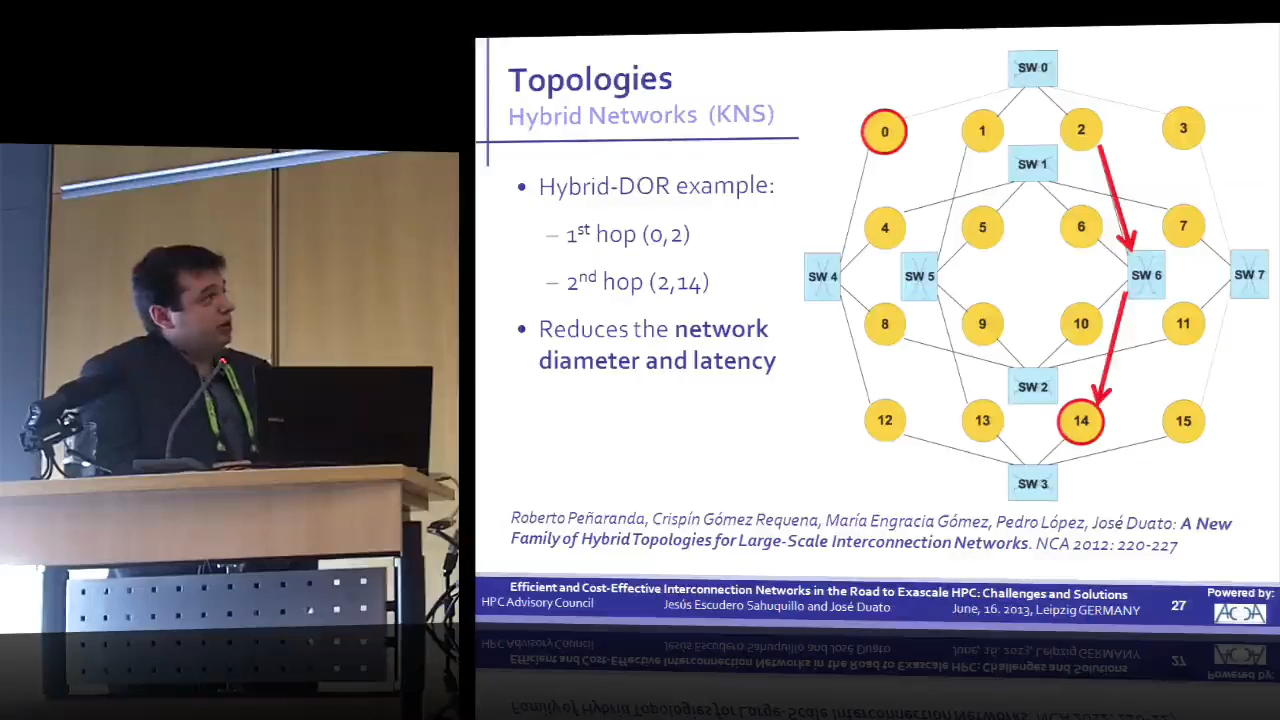 Topologies
Hybrid Networks (KNS)
• Hybrid-DOR example:
– 1st hop (0,2)
– 2nd hop (2,14)
• Reduces the network
diameter and latency
SW 0
0 1 2 3
SW 1
4 5 6 7
SW 4 SW 5 SW 6 SW 7
8 9 10 11
SW 2
12 13 14 15
SW 3
Roberto Peñaranda, Crispín Gómez Requena, María Engracia Gómez, Pedro López, José Duato: A New
Family of Hybrid Topologies for Large-Scale Interconnection Networks. NCA 2012: 220-227
Efficient and Cost-Effective Interconnection Networks in the Road to Exascale HPC: Challenges and Solutions
HPC Advisory Council Jesús Escudero Sahuquillo and José Duato June, 16. 2013, Leipzig GERMANY
27
Powered by: